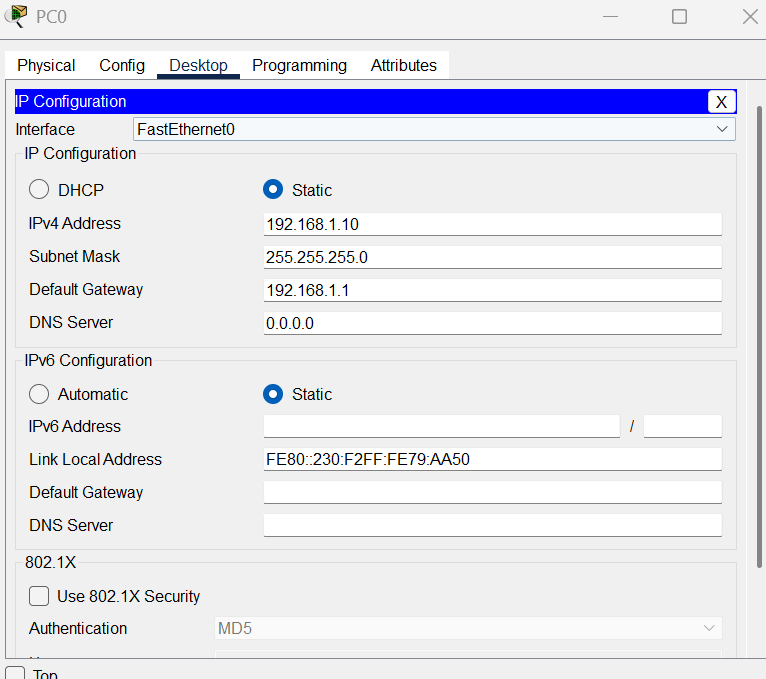 PC0
Physical Config Desktop Programming Attributes
IP Configuration X
Interface FastEthernet0
IP Configuration
DHCP Static
IPv4 Address 192.168.1.10
Subnet Mask 255.255.255.0
Default Gateway 192.168.1.1
DNS Server 0.0.0.0
IPv6 Configuration
Automatic Static
IPv6 Address /
Link Local Address FE80::230:F2FF:FE79:AA50
Default Gateway
DNS Server
802.1X
Use 802.1X Security
Authentication MD5
Top